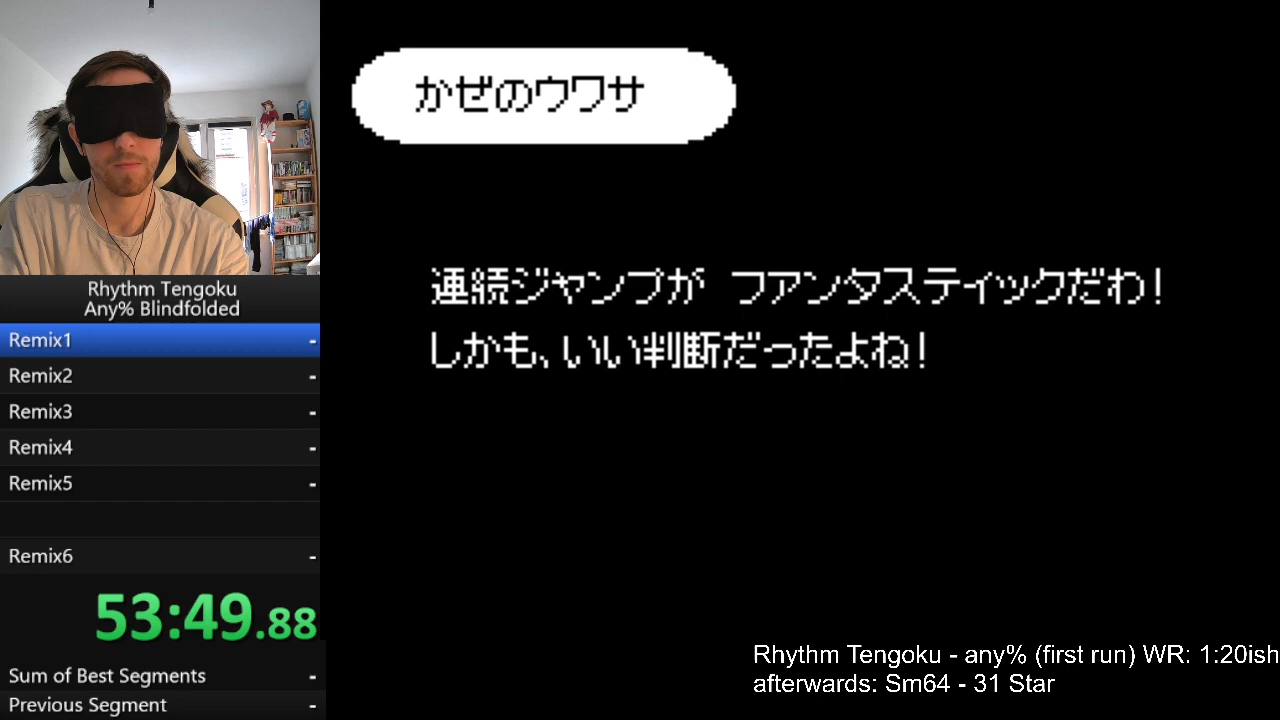 かぜのウワサ
連続ジャンプが ファンタスティックだわ!
しかも、いい判断だったよね!
Rhythm Tengoku
Any% Blindfolded
Remix1 -
Remix2 -
Remix3 -
Remix4 -
Remix5 -
Remix6 -
53:49.88
Sum of Best Segments -
Previous Segment -
Rhythm Tengoku - any% (first run) WR: 1:20ish
afterwards: Sm64 - 31 Star